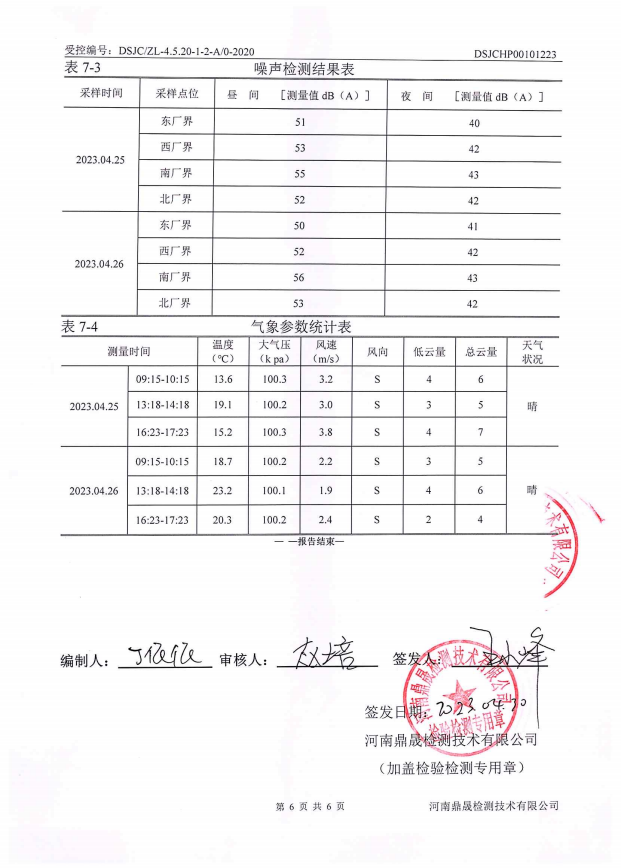 受控编号：DSJC/ZL-4.5.20-1-2-A/0-2020 DSJCHP00101223
表 7-3 噪声检测结果表
采样时间 采样点位 昼 间 ［测量值 dB（A）］ 夜 间 ［测量值 dB（A）］
2023.04.25
东厂界 51 40
西厂界 53 42
南厂界 55 43
北厂界 52 42
2023.04.26
东厂界 50 41
西厂界 52 42
南厂界 56 43
北厂界 53 42
表 7-4 气象参数统计表
测量时间 温度（℃） 大气压（k pa） 风速（m/s） 风向 低云量 总云量 天气状况
2023.04.25 晴
09:15-10:15 13.6 100.3 3.2 S 4 6
13:18-14:18 19.1 100.2 3.0 S 3 5
16:23-17:23 15.2 100.3 3.8 S 4 7
2023.04.26 晴
09:15-10:15 18.7 100.2 2.2 S 3 5
13:18-14:18 23.2 100.1 1.9 S 4 6
16:23-17:23 20.3 100.2 2.4 S 2 4
— —报告结束—
技术有限公司
编制人： 审核人：赵培 签发人：
河南鼎晟检测技术有限公司
检验检测专用章
签发日期：2023.04.30
河南鼎晟检测技术有限公司
（加盖检验检测专用章）
第 6 页 共 6 页 河南鼎晟检测技术有限公司